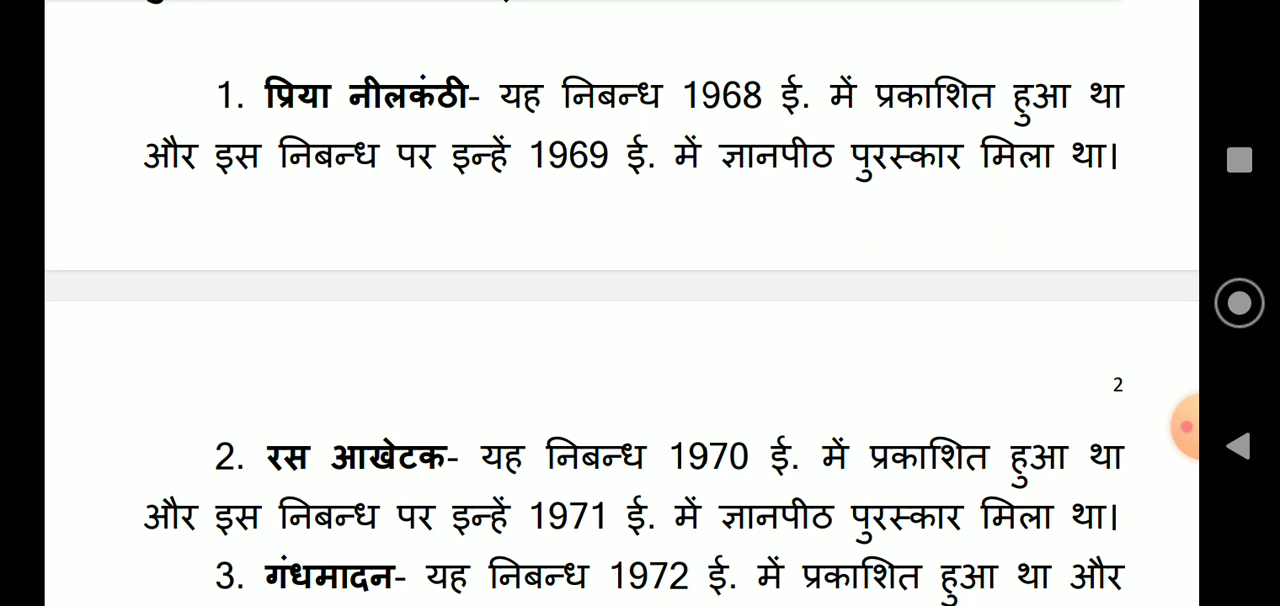 1. प्रिया नीलकंठी- यह निबन्ध 1968 ई. में प्रकाशित हुआ था
और इस निबन्ध पर इन्हें 1969 ई. में ज्ञानपीठ पुरस्कार मिला था।
2
2. रस आखेटक- यह निबन्ध 1970 ई. में प्रकाशित हुआ था
और इस निबन्ध पर इन्हें 1971 ई. में ज्ञानपीठ पुरस्कार मिला था।
3. गंधमादन- यह निबन्ध 1972 ई. में प्रकाशित हुआ था और